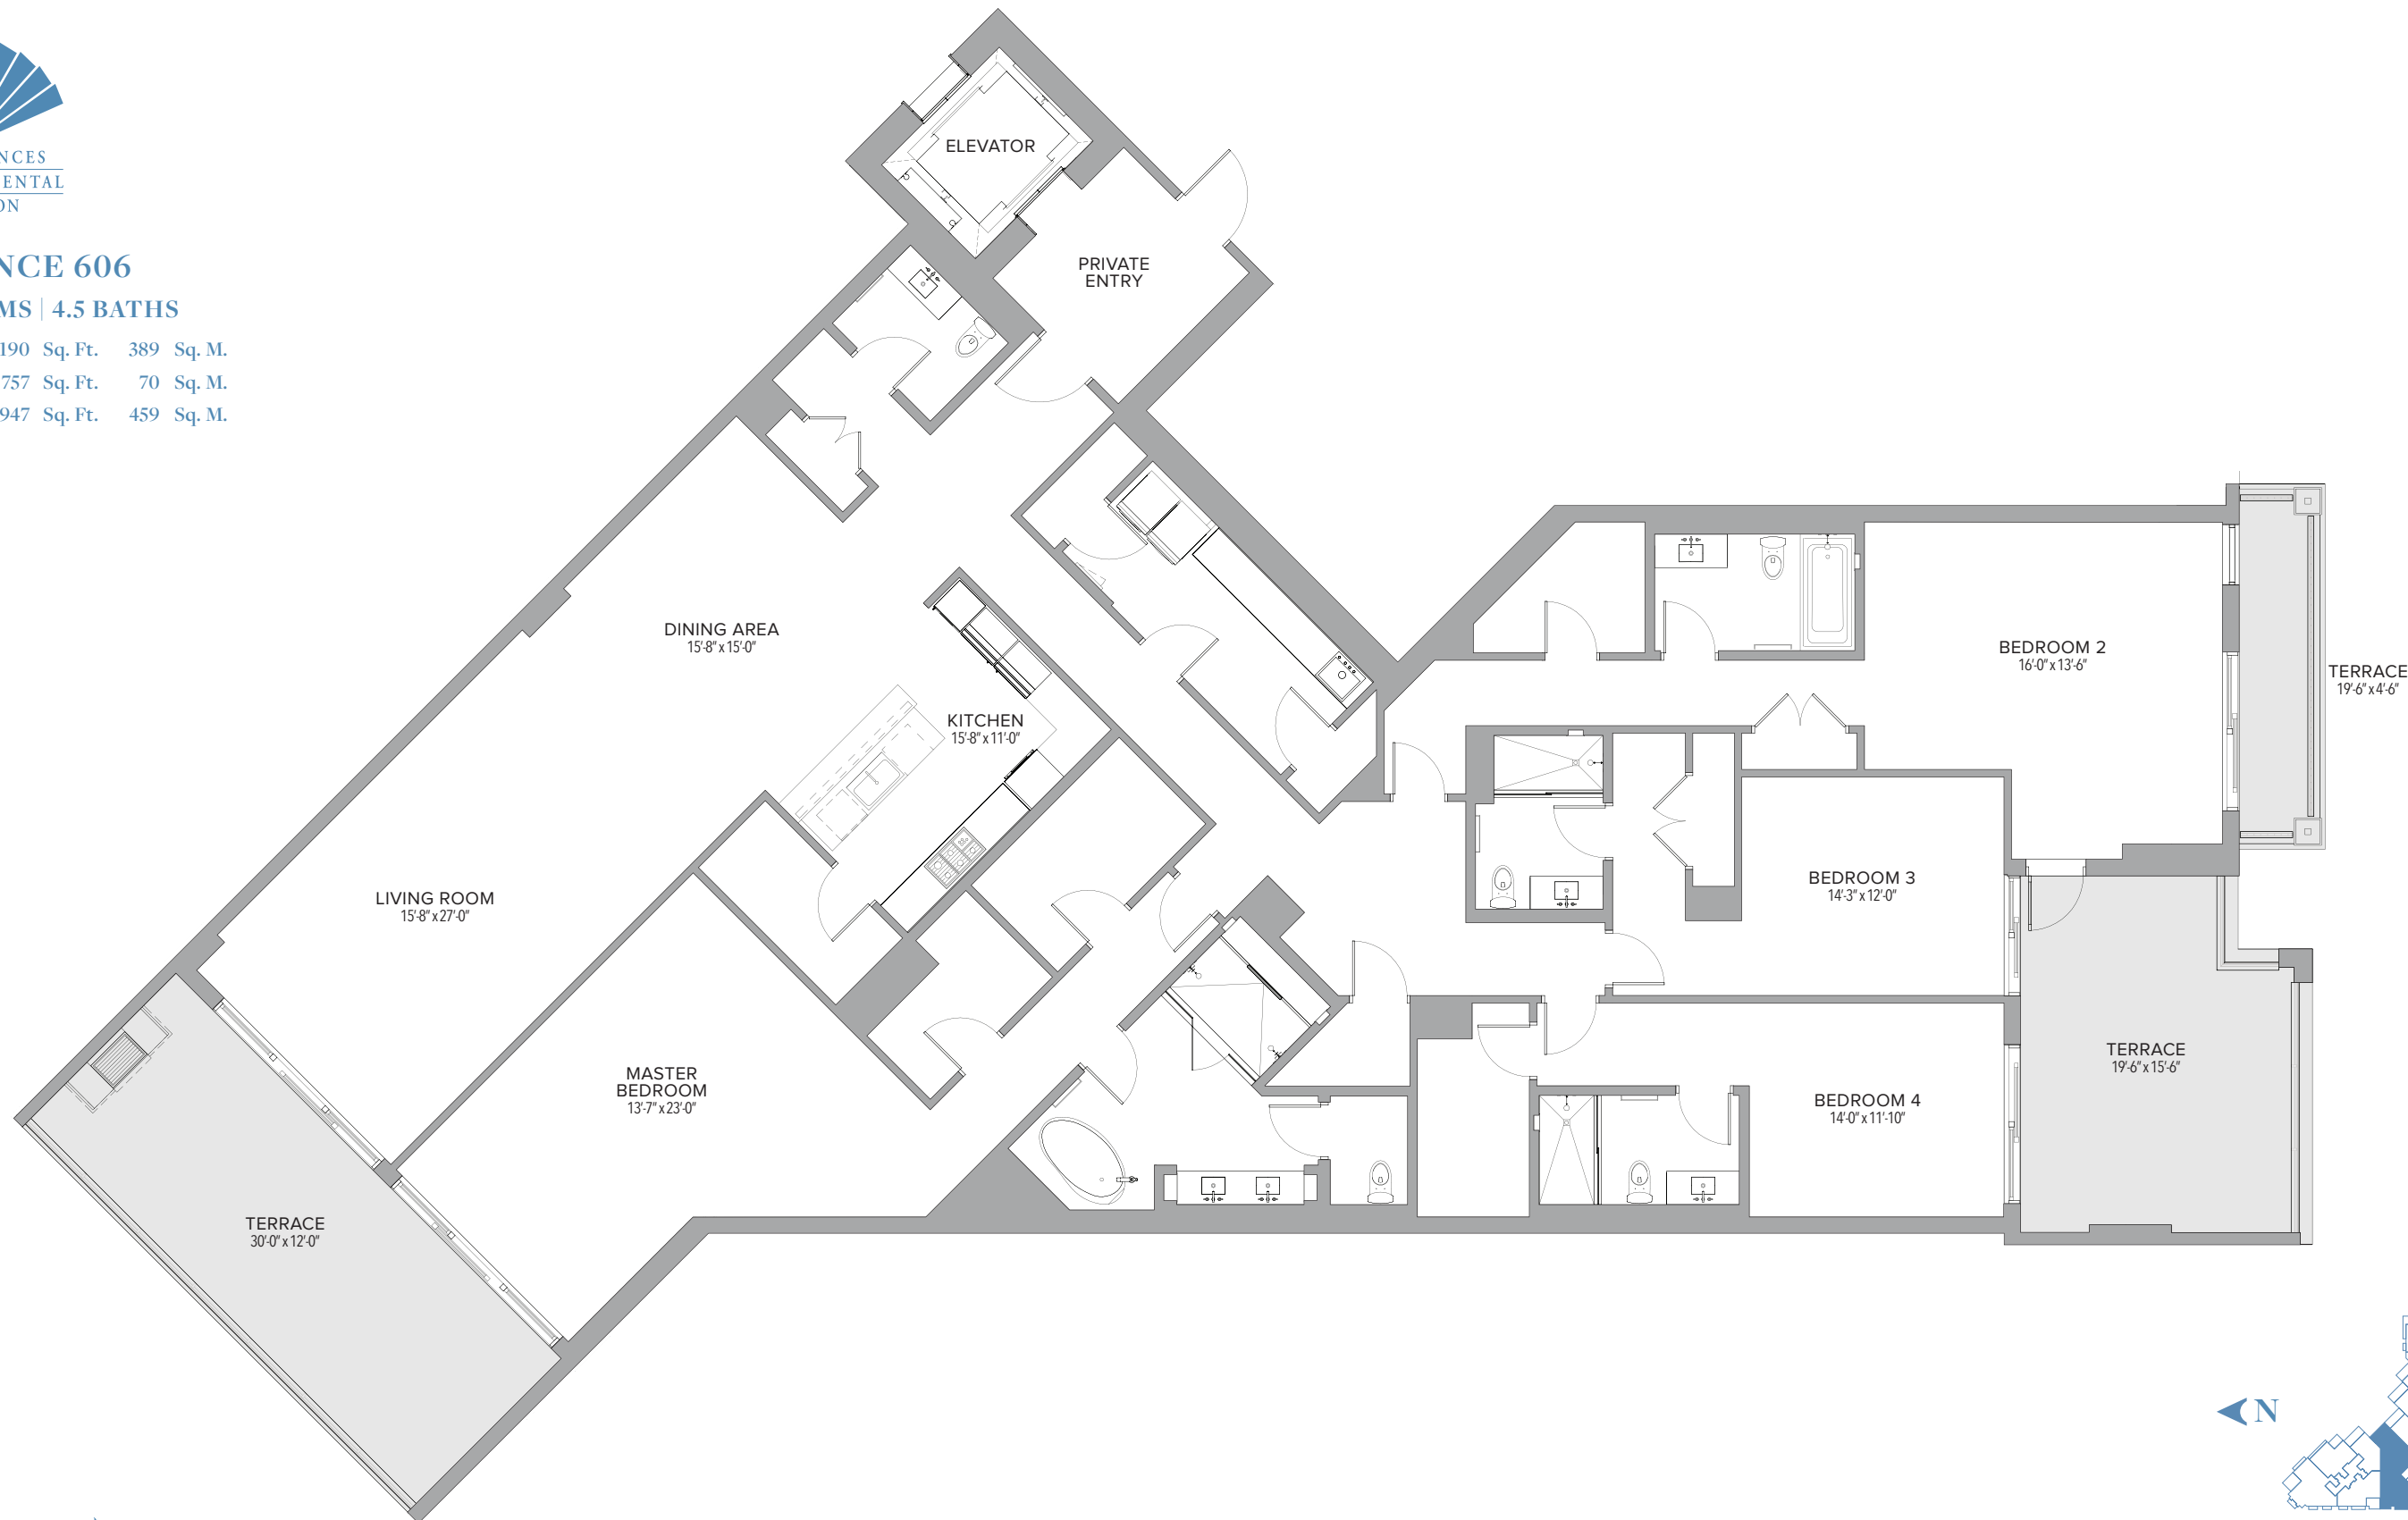 NCES
ENTAL
ON
NCE 606
MS | 4.5 BATHS
190 Sq. Ft. 389 Sq. M.
757 Sq. Ft. 70 Sq. M.
947 Sq. Ft. 459 Sq. M.
ELEVATOR
PRIVATE
ENTRY
DINING AREA
15'-8" x 15'-0"
KITCHEN
15'-8" x 11'-0"
LIVING ROOM
15'-8" x 27'-0"
MASTER
BEDROOM
13'-7" x 23'-0"
TERRACE
30'-0" x 12'-0"
BEDROOM 2
16'-0" x 13'-6"
TERRACE
19'-6" x 4'-6"
BEDROOM 3
14'-3" x 12'-0"
BEDROOM 4
14'-0" x 11'-10"
TERRACE
19'-6" x 15'-6"
N